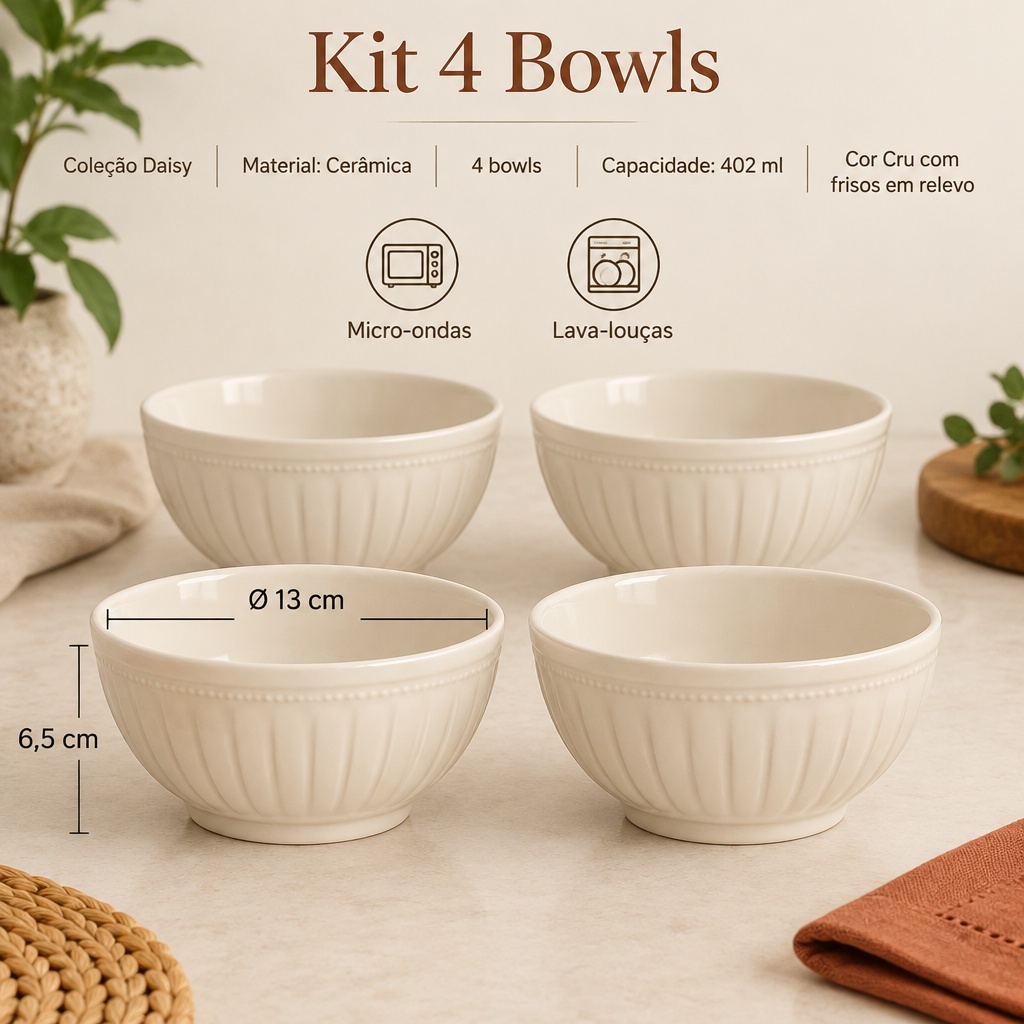 Kit 4 Bowls
Coleção Daisy
Material: Cerâmica
4 bowls
Capacidade: 402 ml
Cor Cru com
frisos em relevo
Micro-ondas
Lava-louças
Ø 13 cm
6,5 cm